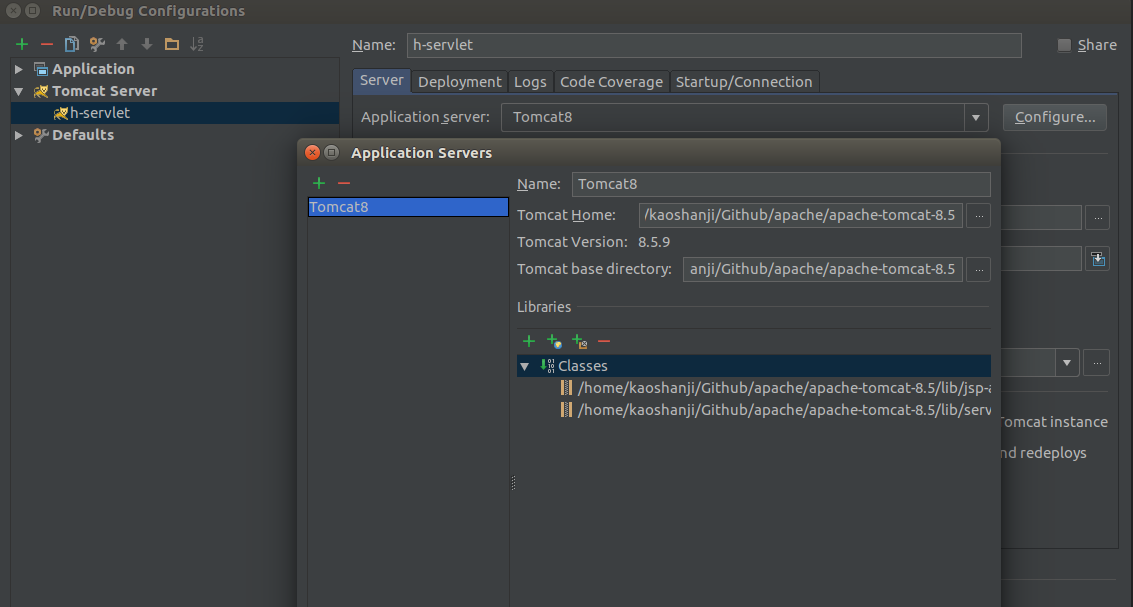 Run/Debug Configurations
Name: h-servlet Share
Application
Tomcat Server
h-servlet
Defaults
Server Deployment Logs Code Coverage Startup/Connection
Application server: Tomcat8 Configure...
Application Servers
Tomcat8
Name: Tomcat8
Tomcat Home: /kaoshanji/Github/apache/apache-tomcat-8.5 ...
Tomcat Version: 8.5.9
Tomcat base directory: anji/Github/apache/apache-tomcat-8.5 ...
Libraries
Classes
/home/kaoshanji/Github/apache/apache-tomcat-8.5/lib/jsp-a
/home/kaoshanji/Github/apache/apache-tomcat-8.5/lib/serv
Tomcat instance
nd redeploys